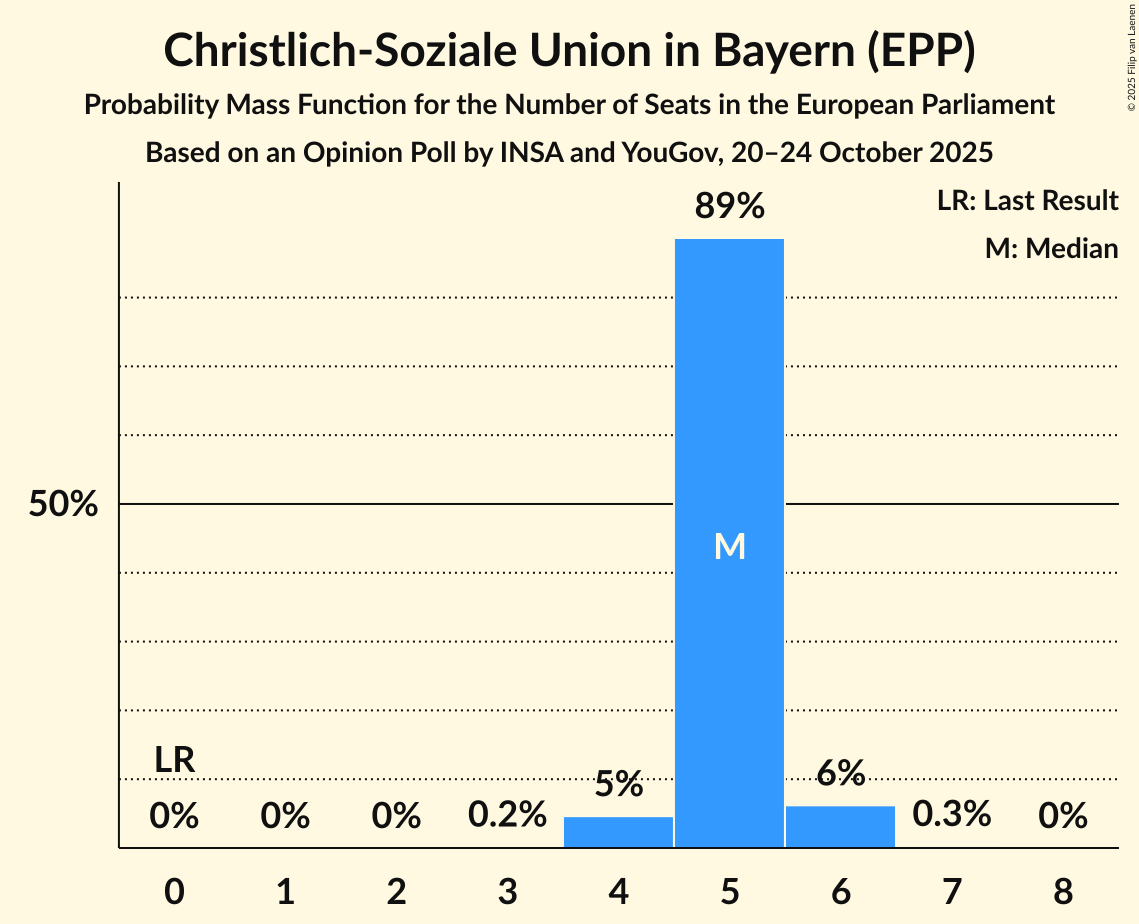 Christlich-Soziale Union in Bayern (EPP)
Probability Mass Function for the Number of Seats in the European Parliament
Based on an Opinion Poll by INSA and YouGov, 20–24 October 2025
© 2025 Filip van Laenen
LR: Last Result
M: Median
89%
50%
M
LR
0%
0%
0%
0.2%
5%
6%
0.3%
0%
0 1 2 3 4 5 6 7 8